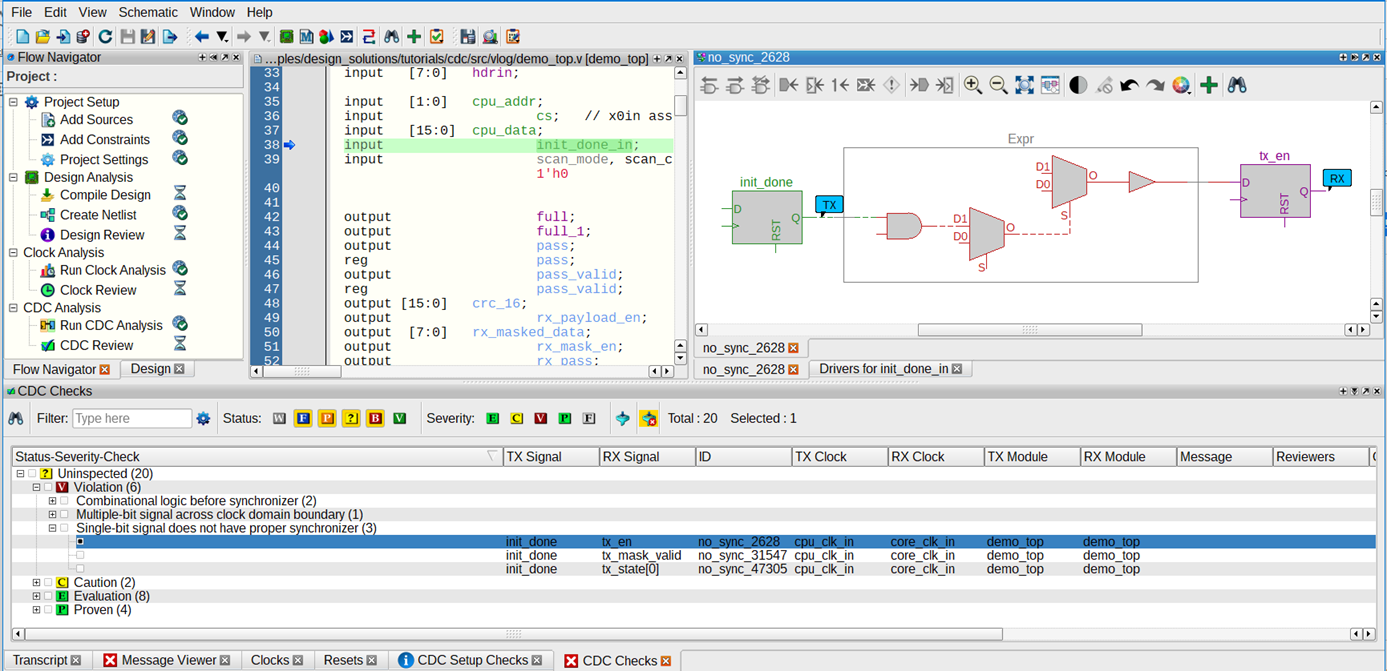 File Edit View Schematic Window Help
Flow Navigator
Project :
Project Setup
Add Sources
Add Constraints
Project Settings
Design Analysis
Compile Design
Create Netlist
Design Review
Clock Analysis
Run Clock Analysis
Clock Review
CDC Analysis
Run CDC Analysis
CDC Review
Flow Navigator Design
...ples/design_solutions/tutorials/cdc/src/vlog/demo_top.v [demo_top]
33 input [7:0] hdrin;
34
35 input [1:0] cpu_addr;
36 input cs; // x0in ass
37 input [15:0] cpu_data;
38 input init_done_in;
39 input scan_mode, scan_c
1'h0
40
41
42 output full;
43 output full_1;
44 output pass;
45 reg pass;
46 output pass_valid;
47 reg pass_valid;
48 output [15:0] crc_16;
49 output rx_payload_en;
50 output [7:0] rx_masked_data;
51 output rx_mask_en;
52 output rx_pass;
no_sync_2628
Expr
init_done
D
Q
RST
TX
D1
D0
O
S
D1
D0
O
S
tx_en
D
Q
RST
RX
no_sync_2628
no_sync_2628 Drivers for init_done_in
CDC Checks
Filter: Type here Status: W F P ? B V Severity: E C V P F Total : 20 Selected : 1
Status-Severity-Check TX Signal RX Signal ID TX Clock RX Clock TX Module RX Module Message Reviewers
? Uninspected (20)
V Violation (6)
Combinational logic before synchronizer (2)
Multiple-bit signal across clock domain boundary (1)
Single-bit signal does not have proper synchronizer (3)
init_done tx_en no_sync_2628 cpu_clk_in core_clk_in demo_top demo_top
init_done tx_mask_valid no_sync_31547 cpu_clk_in core_clk_in demo_top demo_top
init_done tx_state[0] no_sync_47305 cpu_clk_in core_clk_in demo_top demo_top
C Caution (2)
E Evaluation (8)
P Proven (4)
Transcript Message Viewer Clocks Resets CDC Setup Checks CDC Checks